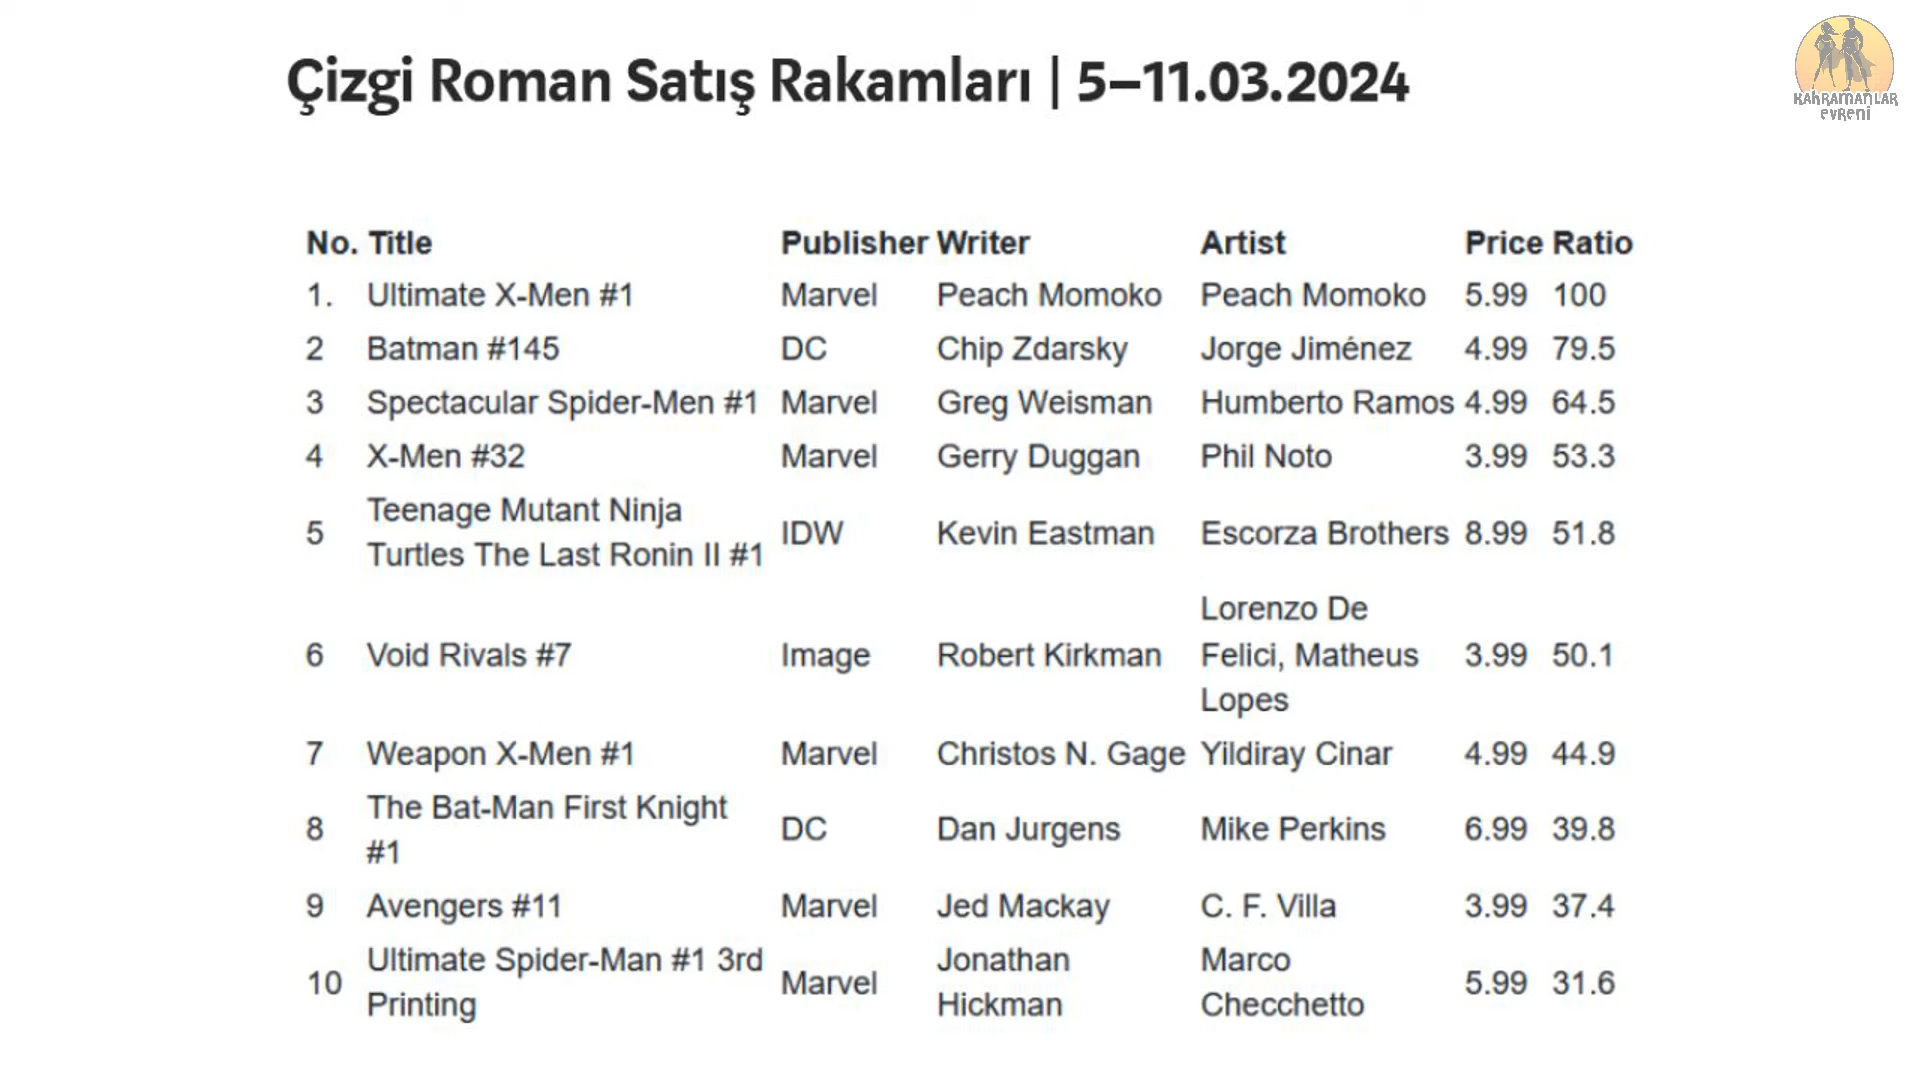 Çizgi Roman Satış Rakamları | 5–11.03.2024
KAhRAmANLAR
evReni
No. Title Publisher Writer Artist Price Ratio
1. Ultimate X-Men #1 Marvel Peach Momoko Peach Momoko 5.99 100
2 Batman #145 DC Chip Zdarsky Jorge Jiménez 4.99 79.5
3 Spectacular Spider-Men #1 Marvel Greg Weisman Humberto Ramos 4.99 64.5
4 X-Men #32 Marvel Gerry Duggan Phil Noto 3.99 53.3
5 Teenage Mutant Ninja
Turtles The Last Ronin II #1 IDW Kevin Eastman Escorza Brothers 8.99 51.8
6 Void Rivals #7 Image Robert Kirkman Lorenzo De
Felici, Matheus
Lopes 3.99 50.1
7 Weapon X-Men #1 Marvel Christos N. Gage Yildiray Cinar 4.99 44.9
8 The Bat-Man First Knight
#1 DC Dan Jurgens Mike Perkins 6.99 39.8
9 Avengers #11 Marvel Jed Mackay C. F. Villa 3.99 37.4
10 Ultimate Spider-Man #1 3rd
Printing Marvel Jonathan
Hickman Marco
Checchetto 5.99 31.6